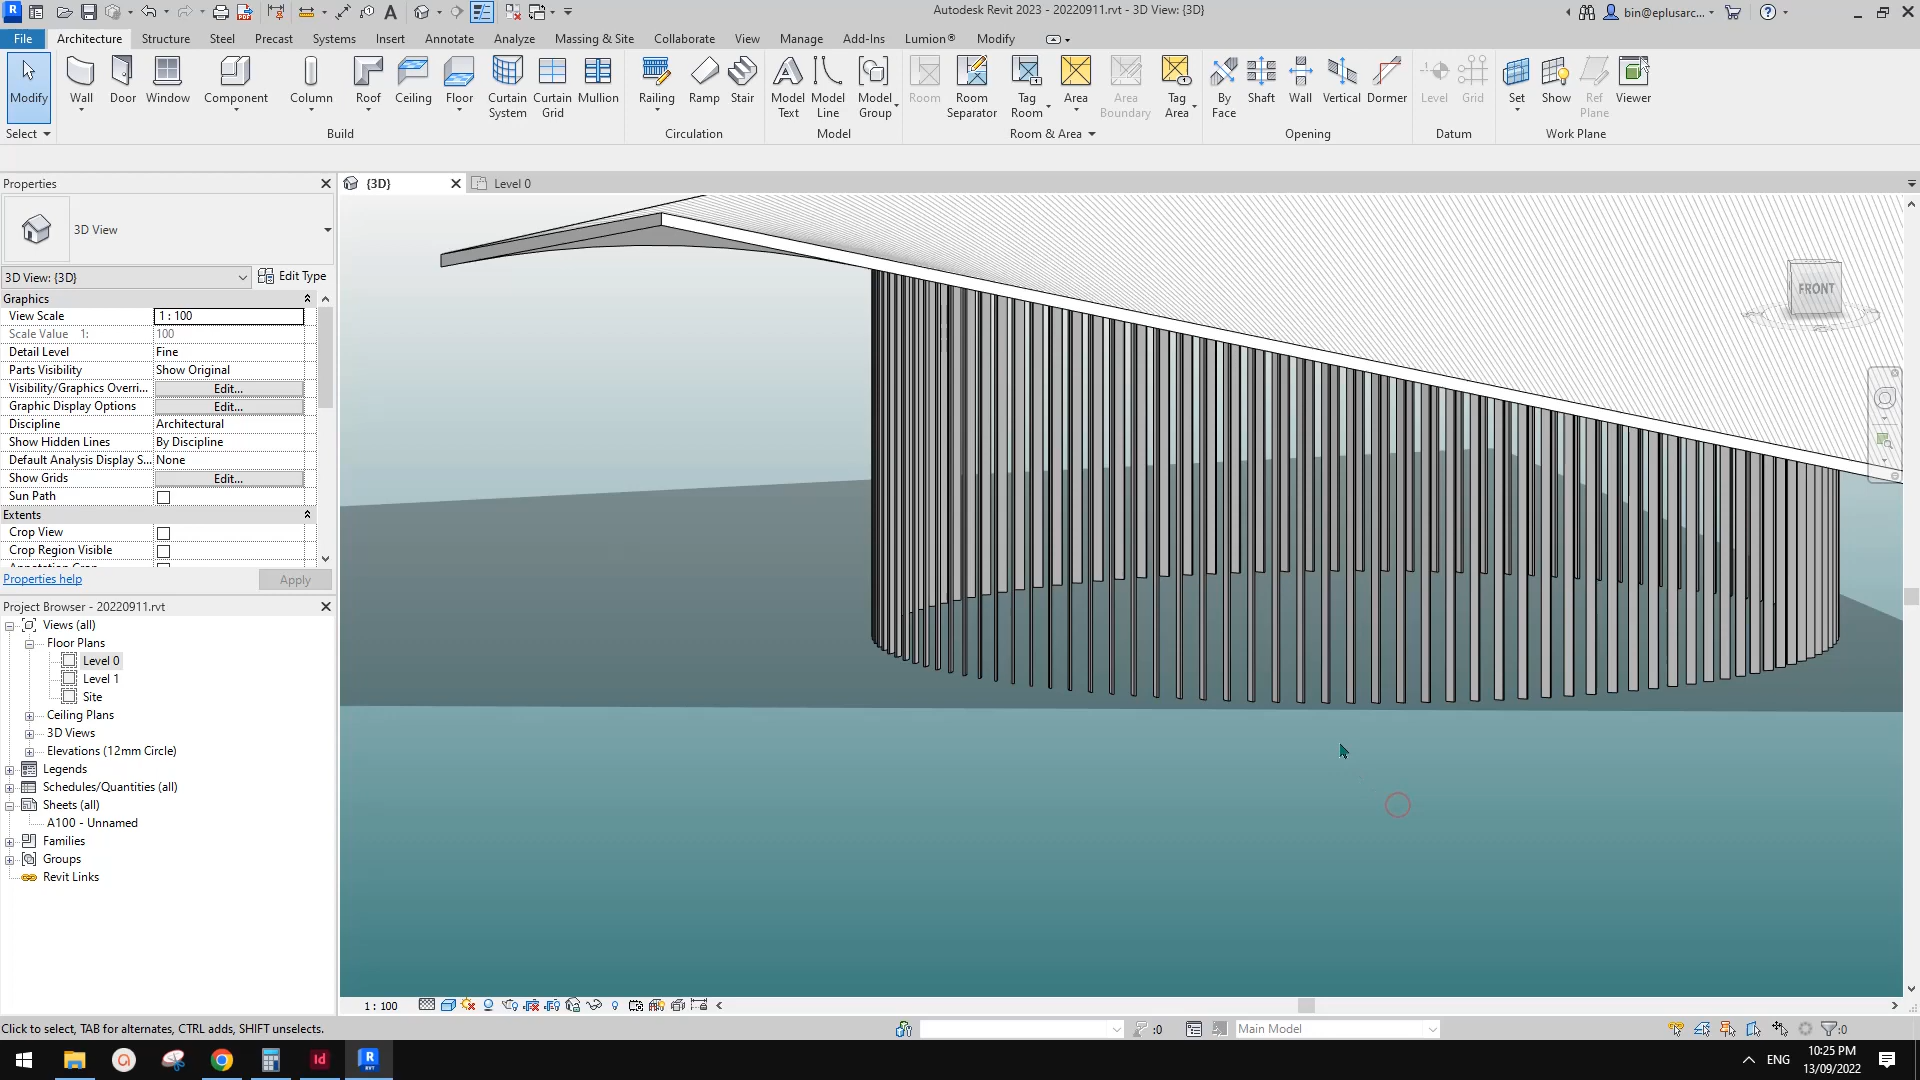 Autodesk Revit 2023 - 20220911.rvt - 3D View: {3D}
bin@eplusarc...
File Architecture Structure Steel Precast Systems Insert Annotate Analyze Massing & Site Collaborate View Manage Add-Ins Lumion® Modify
Modify Wall Door Window Component Column Roof Ceiling Floor Curtain System Curtain Grid Mullion Railing Ramp Stair Model Text Model Line Model Group Room Room Separator Tag Room Area Area Boundary Tag Area By Face Shaft Wall Vertical Dormer Level Grid Set Show Ref Plane Viewer
Select Build Circulation Model Room & Area Opening Datum Work Plane
Properties
{3D} Level 0
3D View
3D View: {3D} Edit Type
Graphics
View Scale 1 : 100
Scale Value 1: 100
Detail Level Fine
Parts Visibility Show Original
Visibility/Graphics Overri... Edit...
Graphic Display Options Edit...
Discipline Architectural
Show Hidden Lines By Discipline
Default Analysis Display S... None
Show Grids Edit...
Sun Path
Extents
Crop View
Crop Region Visible
Properties help Apply
FRONT
Project Browser - 20220911.rvt
Views (all)
Floor Plans
Level 0
Level 1
Site
Ceiling Plans
3D Views
Elevations (12mm Circle)
Legends
Schedules/Quantities (all)
Sheets (all)
A100 - Unnamed
Families
Groups
Revit Links
1 : 100
Click to select, TAB for alternates, CTRL adds, SHIFT unselects.
:0
Main Model
:0
ENG
10:25 PM
13/09/2022